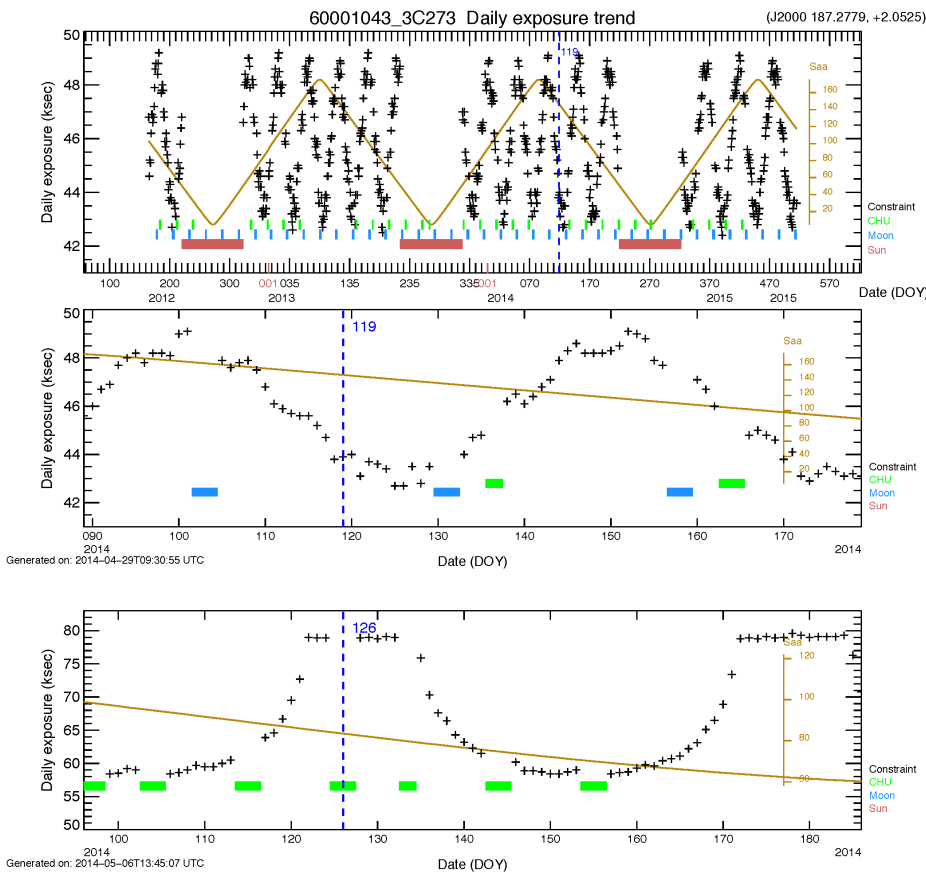 60001043_3C273 Daily exposure trend
(J2000 187.2779, +2.0525)
Daily exposure (ksec)
50
48
46
44
42
119
Saa
160
140
120
100
80
60
40
20
Constraint
CHU
Moon
Sun
100 200 300 001 035 135 235 335 001 070 170 270 370 470 570
2012 2013 2014 2015 2015
Date (DOY)
Daily exposure (ksec)
50
48
46
44
42
119
Saa
160
140
120
100
80
60
40
20
Constraint
CHU
Moon
Sun
090 100 110 120 130 140 150 160 170
2014 2014
Generated on: 2014-04-29T09:30:55 UTC
Date (DOY)
Daily exposure (ksec)
80
75
70
65
60
55
50
126
Saa
120
100
80
60
Constraint
CHU
Moon
Sun
100 110 120 130 140 150 160 170 180
2014 2014
Generated on: 2014-05-06T13:45:07 UTC
Date (DOY)